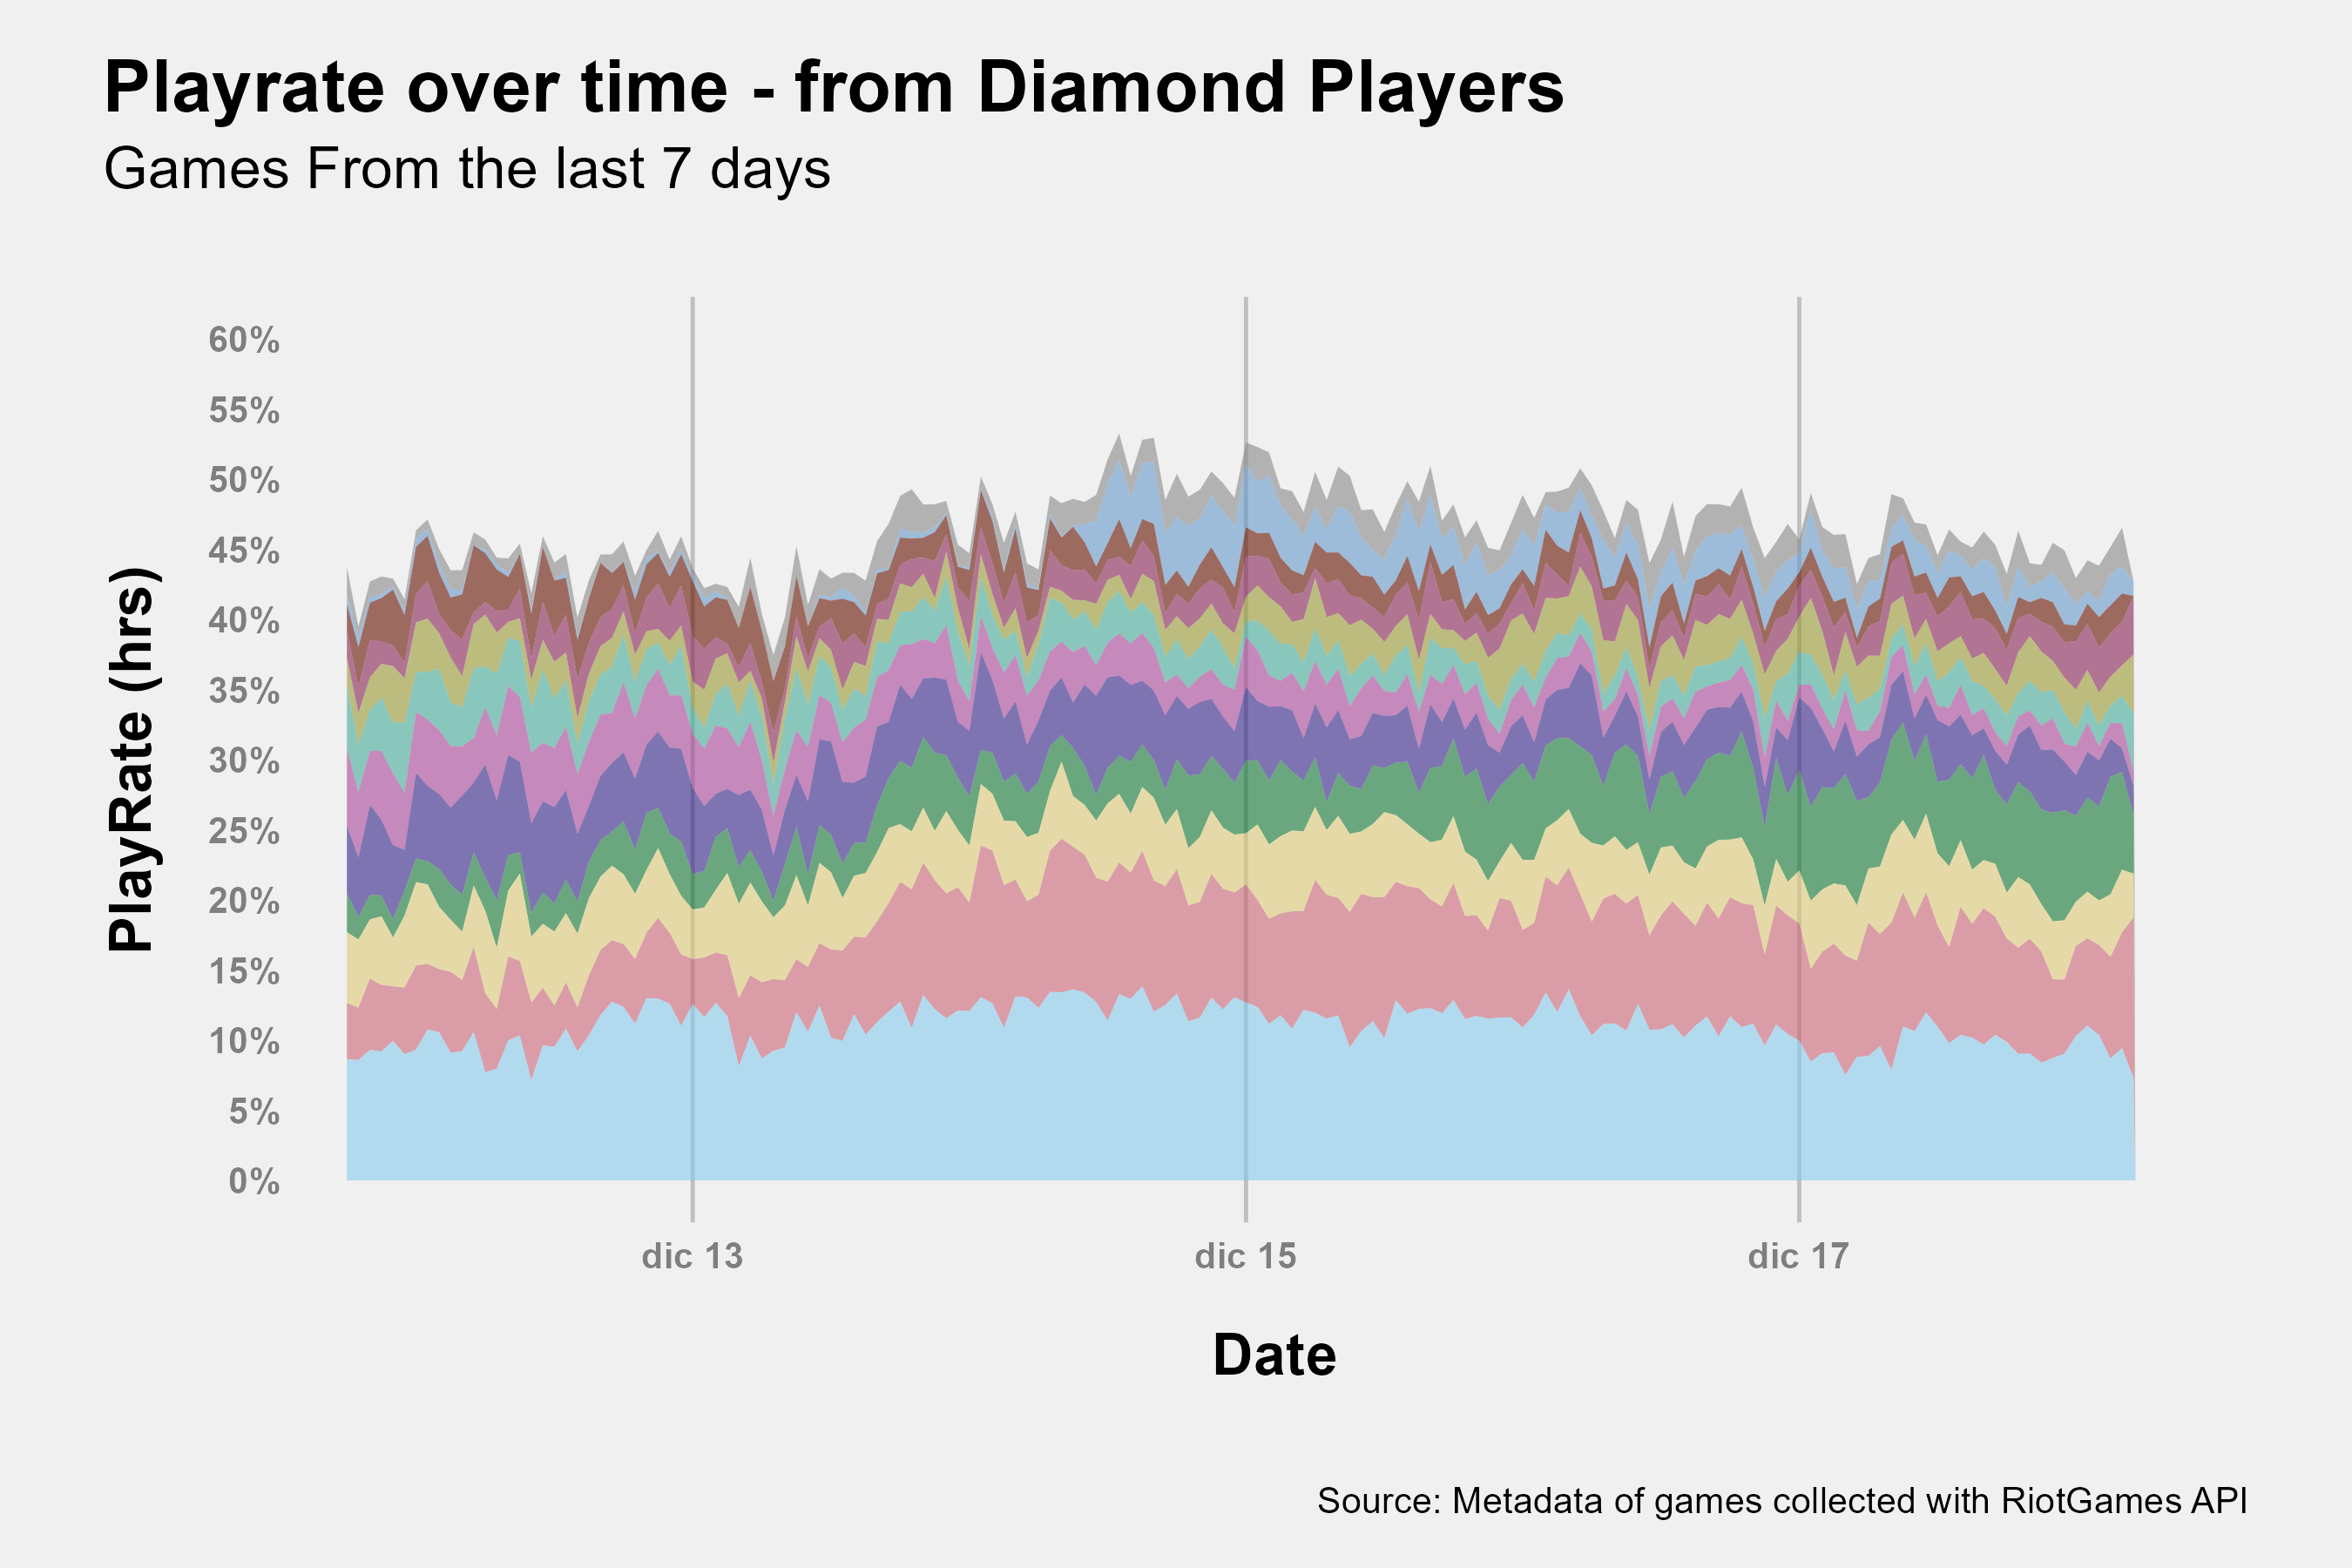 Playrate over time - from Diamond Players
Games From the last 7 days
60%
55%
50%
45%
40%
35%
30%
25%
20%
15%
10%
5%
0%
PlayRate (hrs)
dic 13
dic 15
dic 17
Date
Source: Metadata of games collected with RiotGames API